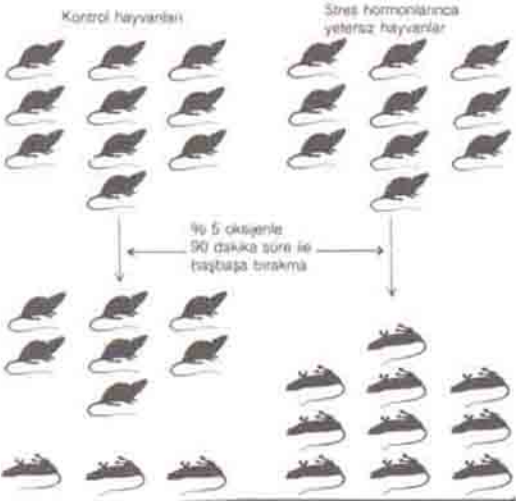 Kontrol hayvanları
Stres hormonlarınca
yetersiz hayvanlar
% 5 oksijenle
90 dakika süre ile
başbaşa bırakma